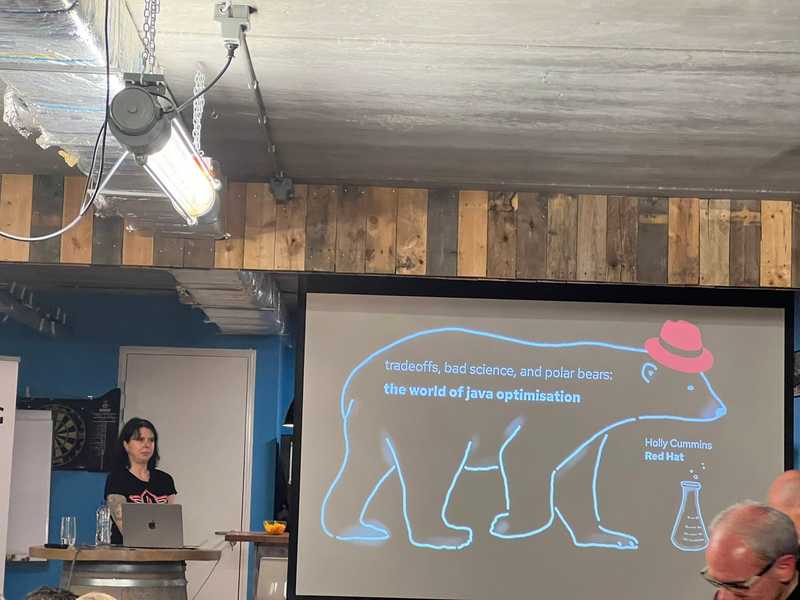 tradeoffs, bad science, and polar bears:
the world of java optimisation
Holly Cummins
Red Hat